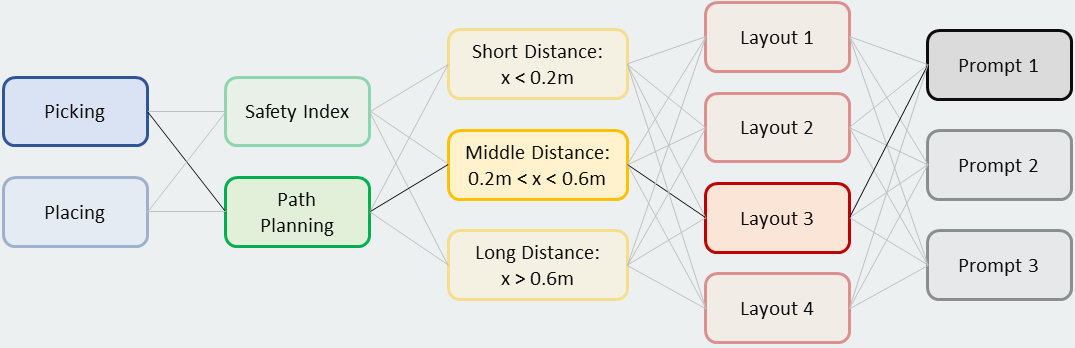 Picking
Placing
Safety Index
Path
Planning
Short Distance:
x < 0.2m
Middle Distance:
0.2m < x < 0.6m
Long Distance:
x > 0.6m
Layout 1
Layout 2
Layout 3
Layout 4
Prompt 1
Prompt 2
Prompt 3